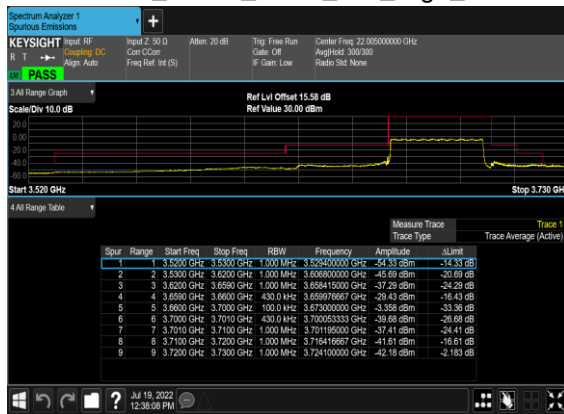 Spectrum Analyzer 1
Spurious Emissions
KEYSIGHT Input: RF Input Z: 50 Ω Atten: 20 dB Trig: Free Run Center Freq: 22.005000000 GHz
R T Coupling: DC Corr CCorr Gate: Off Avg|Hold: 300/300
Align: Auto Freq Ref: Int (S) IF Gain: Low Radio Std: None
PASS
3 All Range Graph Ref Lvl Offset 15.58 dB
Scale/Div 10.0 dB Ref Value 30.00 dBm
20.0
0.00
-20.0
-40.0
-60.0
Start 3.520 GHz Stop 3.730 GH
4 All Range Table
Measure Trace Trace 1
Trace Type Trace Average (Active)
Spur Range Start Freq Stop Freq RBW Frequency Amplitude ΔLimit
1 1 3.5200 GHz 3.5300 GHz 1.000 MHz 3.529400000 GHz -54.33 dBm -14.33 dB
2 2 3.5300 GHz 3.6200 GHz 1.000 MHz 3.606800000 GHz -45.69 dBm -20.69 dB
3 3 3.6200 GHz 3.6590 GHz 1.000 MHz 3.658415000 GHz -37.29 dBm -24.29 dB
4 4 3.6590 GHz 3.6600 GHz 430.0 kHz 3.659976667 GHz -29.43 dBm -16.43 dB
5 5 3.6600 GHz 3.7000 GHz 100.0 kHz 3.673000000 GHz -3.358 dBm -33.36 dB
6 6 3.7000 GHz 3.7010 GHz 430.0 kHz 3.700053333 GHz -39.68 dBm -26.68 dB
7 7 3.7010 GHz 3.7100 GHz 1.000 MHz 3.701195000 GHz -37.41 dBm -24.41 dB
8 8 3.7100 GHz 3.7200 GHz 1.000 MHz 3.716416667 GHz -41.61 dBm -16.61 dB
9 9 3.7200 GHz 3.7300 GHz 1.000 MHz 3.724100000 GHz -42.18 dBm -2.183 dB
? Jul 19, 2022
12:38:08 PM